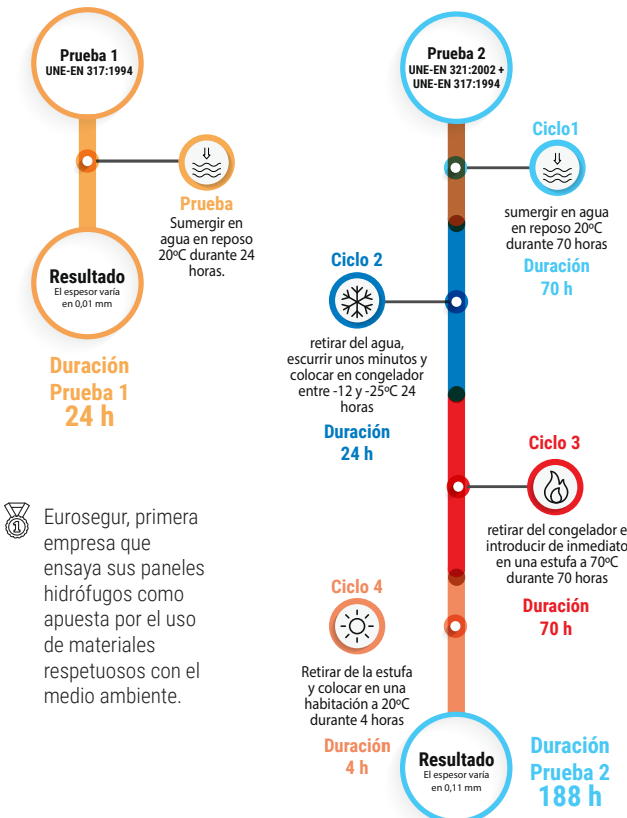 Prueba 1
UNE-EN 317:1994
Prueba
Sumergir en
agua en reposo
20ºC durante 24
horas.
Resultado
El espesor varía
en 0,01 mm
Duración
Prueba 1
24 h
Eurosegur, primera
empresa que
ensaya sus paneles
hidrófugos como
apuesta por el uso
de materiales
respetuosos con el
medio ambiente.
Prueba 2
UNE-EN 321:2002 +
UNE-EN 317:1994
Ciclo1
sumergir en agua
en reposo 20ºC
durante 70 horas
Duración
70 h
Ciclo 2
retirar del agua,
escurrir unos minutos y
colocar en congelador
entre -12 y -25ºC 24
horas
Duración
24 h
Ciclo 3
retirar del congelador e
introducir de inmediato
en una estufa a 70ºC
durante 70 horas
Duración
70 h
Ciclo 4
Retirar de la estufa
y colocar en una
habitación a 20ºC
durante 4 horas
Duración
4 h
Resultado
El espesor varía
en 0,11 mm
Duración
Prueba 2
188 h
1